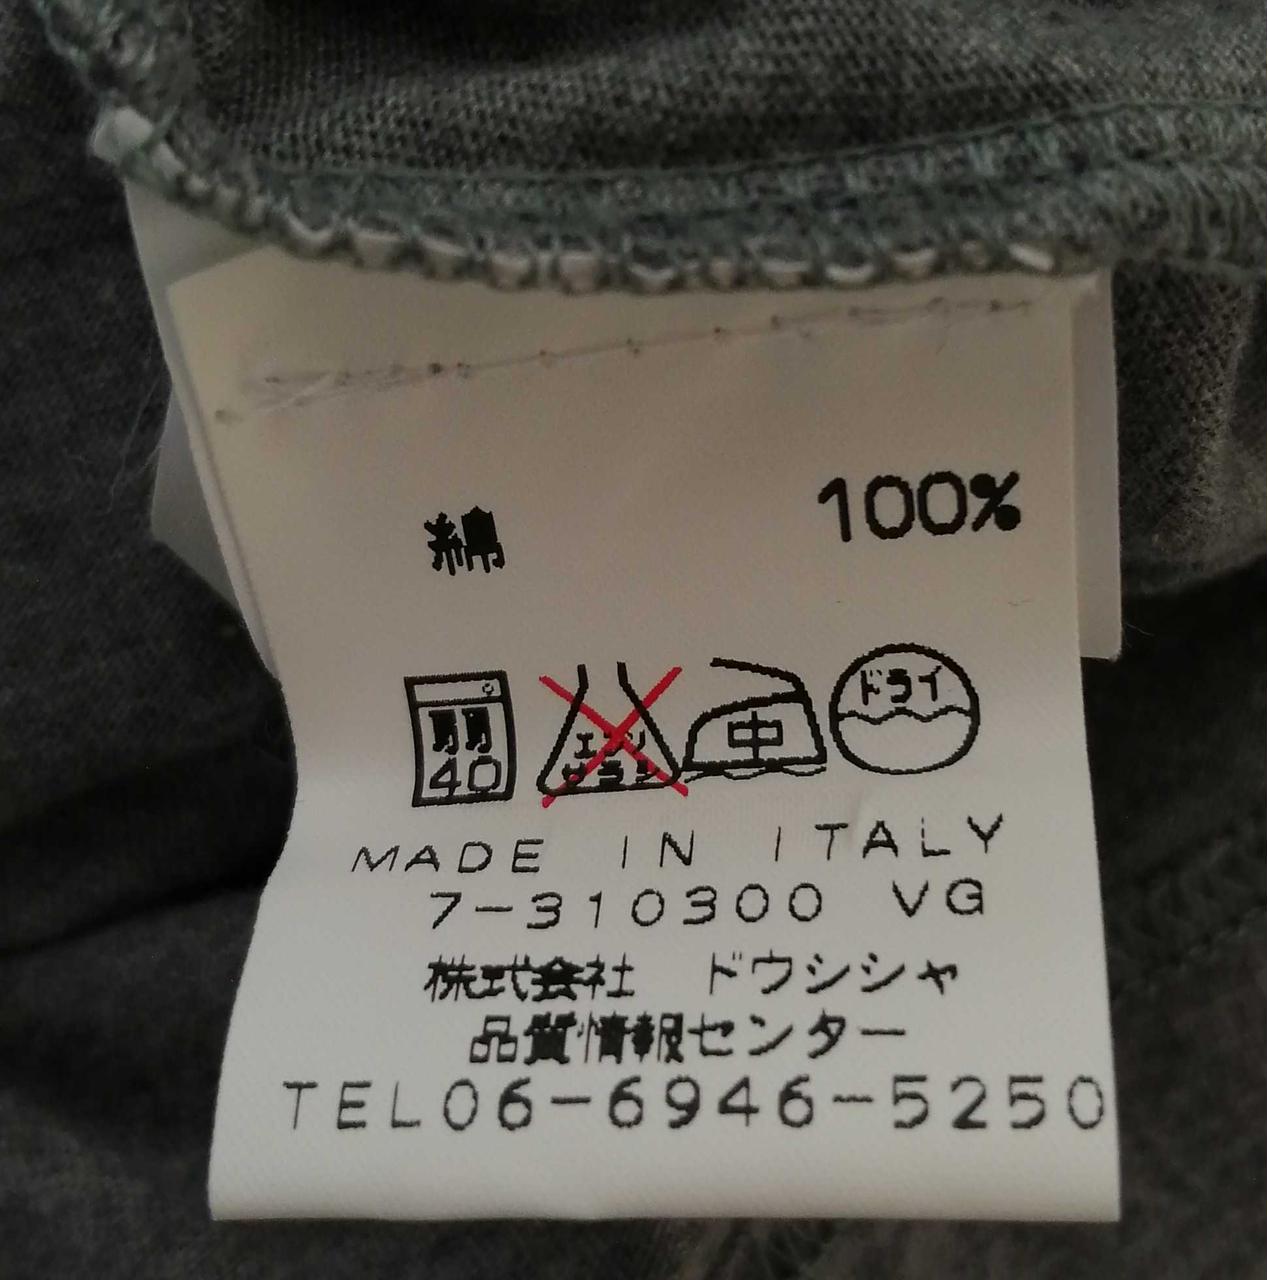 綿 100%
弱 40 エンソ サラシ 中 ドライ
MADE IN ITALY
7-310300 VG
株式会社 ドウシシャ
品質情報センター
TEL06-6946-5250